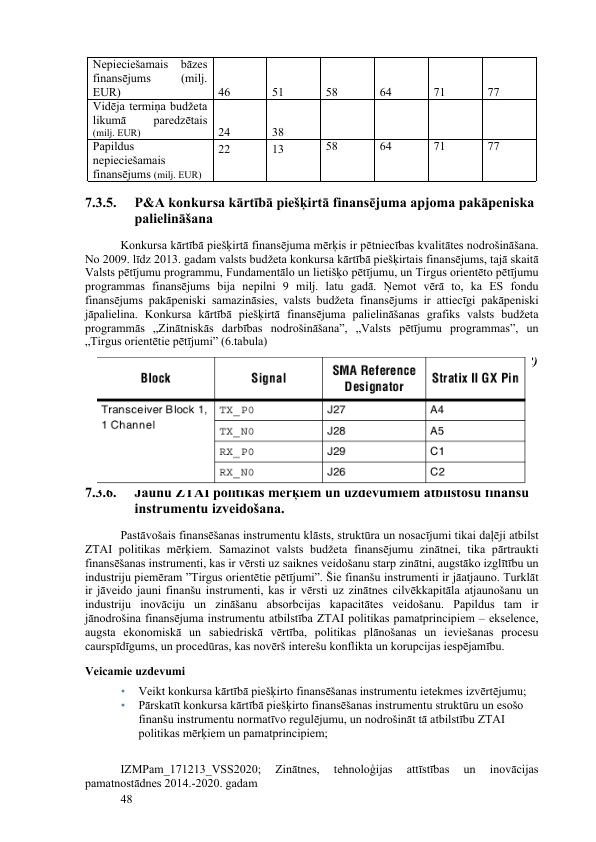 Nepieciešamais bāzes
finansējums (milj.
EUR) 46 51 58 64 71 77
Vidēja termiņa budžeta
likumā paredzētais
(milj. EUR) 24 38
Papildus 22 13 58 64 71 77
nepieciešamais
finansējums (milj. EUR)
7.3.5. P&A konkursa kārtībā piešķirtā finansējuma apjoma pakāpeniska
palielināšana
Konkursa kārtībā piešķirtā finansējuma mērķis ir pētniecības kvalitātes nodrošināšana.
No 2009. līdz 2013. gadam valsts budžeta konkursa kārtībā piešķirtais finansējums, tajā skaitā
Valsts pētījumu programmu, Fundamentālo un lietišķo pētījumu, un Tirgus orientēto pētījumu
programmas finansējums bija nepilni 9 milj. latu gadā. Ņemot vērā to, ka ES fondu
finansējums pakāpeniski samazināsies, valsts budžeta finansējums ir attiecīgi pakāpeniski
jāpalielina. Konkursa kārtībā piešķirtā finansējuma palielināšanas grafiks valsts budžeta
programmās „Zinātniskās darbības nodrošināšana”, „Valsts pētījumu programmas”, un
„Tirgus orientētie pētījumi” (6.tabula)
Block Signal SMA Reference Designator Stratix II GX Pin
Transceiver Block 1, TX_P0 J27 A4
1 Channel TX_N0 J28 A5
RX_P0 J29 C1
RX_N0 J26 C2
7.3.6. Jaunu ZTAI politikas mērķiem un uzdevumiem atbilstošu finanšu
instrumentu izveidošana.
Pastāvošais finansēšanas instrumentu klāsts, struktūra un nosacījumi tikai daļēji atbilst
ZTAI politikas mērķiem. Samazinot valsts budžeta finansējumu zinātnei, tika pārtraukti
finansēšanas instrumenti, kas ir vērsti uz saiknes veidošanu starp zinātni, augstāko izglītību un
industriju piemēram ”Tirgus orientētie pētījumi”. Šie finanšu instrumenti ir jāatjauno. Turklāt
ir jāveido jauni finanšu instrumenti, kas ir vērsti uz zinātnes cilvēkkapitāla atjaunošanu un
industriju inovāciju un zināšanu absorbcijas kapacitātes veidošanu. Papildus tam ir
jānodrošina finansējuma instrumentu atbilstība ZTAI politikas pamatprincipiem – ekselence,
augsta ekonomiskā un sabiedriskā vērtība, politikas plānošanas un ieviešanas procesu
caurspīdīgums, un procedūras, kas novērš interešu konflikta un korupcijas iespējamību.
Veicamie uzdevumi
• Veikt konkursa kārtībā piešķirto finansēšanas instrumentu ietekmes izvērtējumu;
• Pārskatīt konkursa kārtībā piešķirto finansēšanas instrumentu struktūru un esošo
finanšu instrumentu normatīvo regulējumu, un nodrošināt tā atbilstību ZTAI
politikas mērķiem un pamatprincipiem;
IZMPam_171213_VSS2020; Zinātnes, tehnoloģijas attīstības un inovācijas
pamatnostādnes 2014.-2020. gadam
48